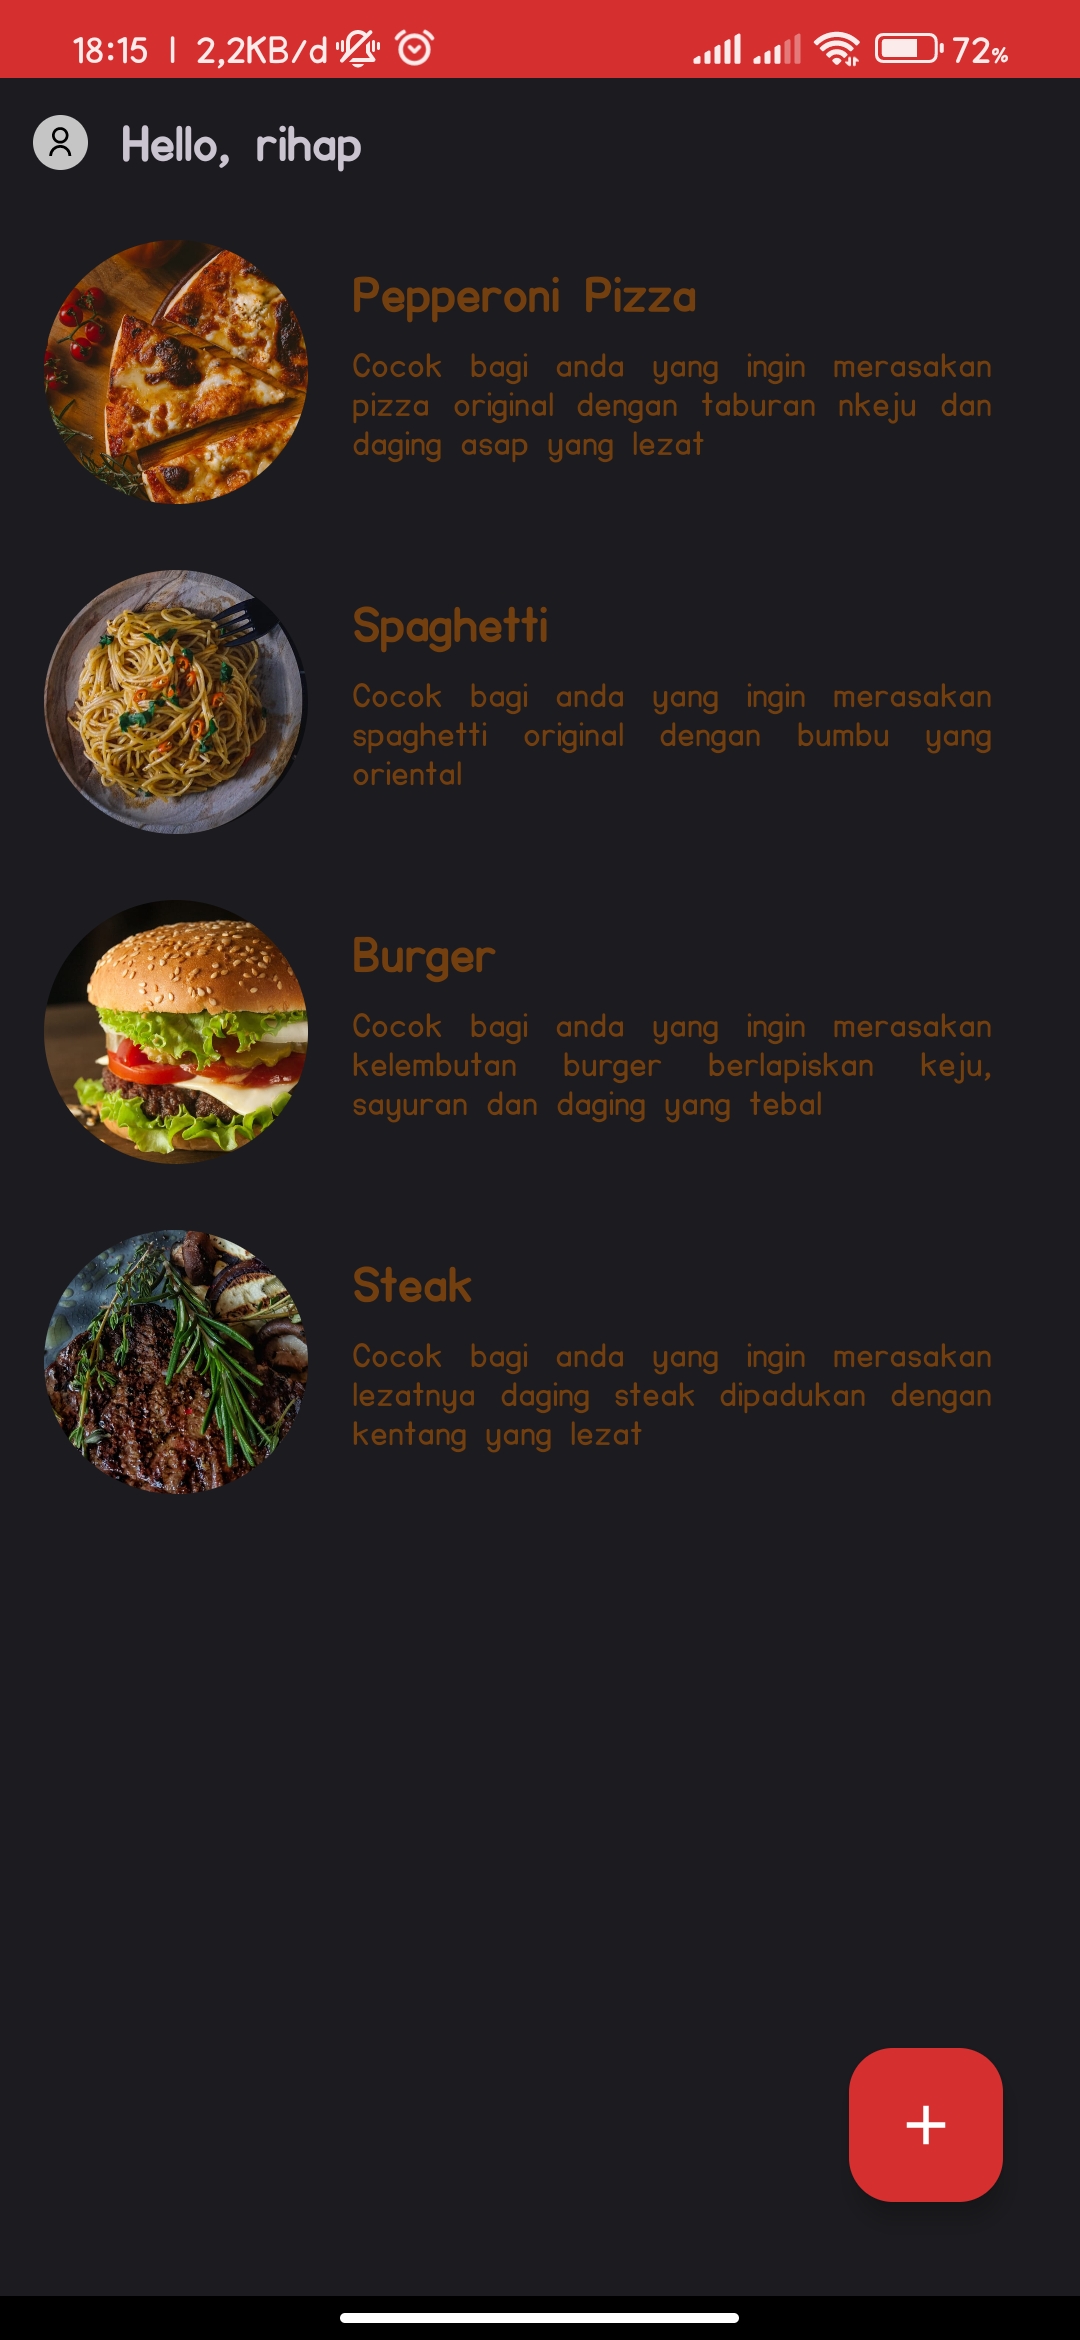 18:15 | 2,2KB/d 72%
Hello, rihap
Pepperoni Pizza
Cocok bagi anda yang ingin merasakan
pizza original dengan taburan nkeju dan
daging asap yang lezat
Spaghetti
Cocok bagi anda yang ingin merasakan
spaghetti original dengan bumbu yang
oriental
Burger
Cocok bagi anda yang ingin merasakan
kelembutan burger berlapiskan keju,
sayuran dan daging yang tebal
Steak
Cocok bagi anda yang ingin merasakan
lezatnya daging steak dipadukan dengan
kentang yang lezat